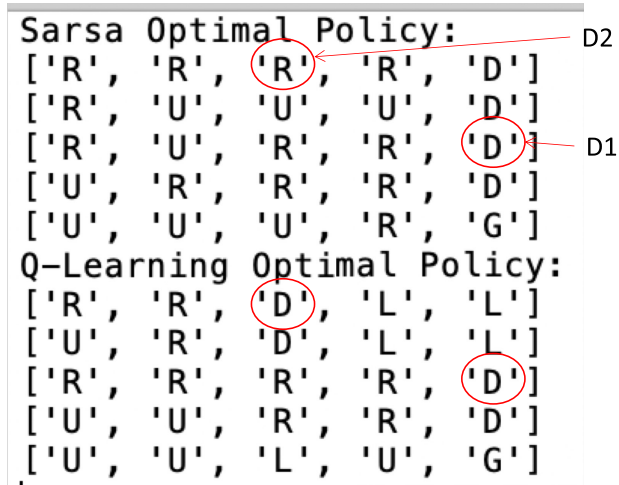 Sarsa Optimal Policy:
['R', 'R', 'R', 'R', 'D']
['R', 'U', 'U', 'U', 'D']
['R', 'U', 'R', 'R', 'D']
['U', 'R', 'R', 'R', 'D']
['U', 'U', 'U', 'R', 'G']
Q-Learning Optimal Policy:
['R', 'R', 'D', 'L', 'L']
['U', 'R', 'D', 'L', 'L']
['R', 'R', 'R', 'R', 'D']
['U', 'U', 'R', 'R', 'D']
['U', 'U', 'L', 'U', 'G']
D2
D1